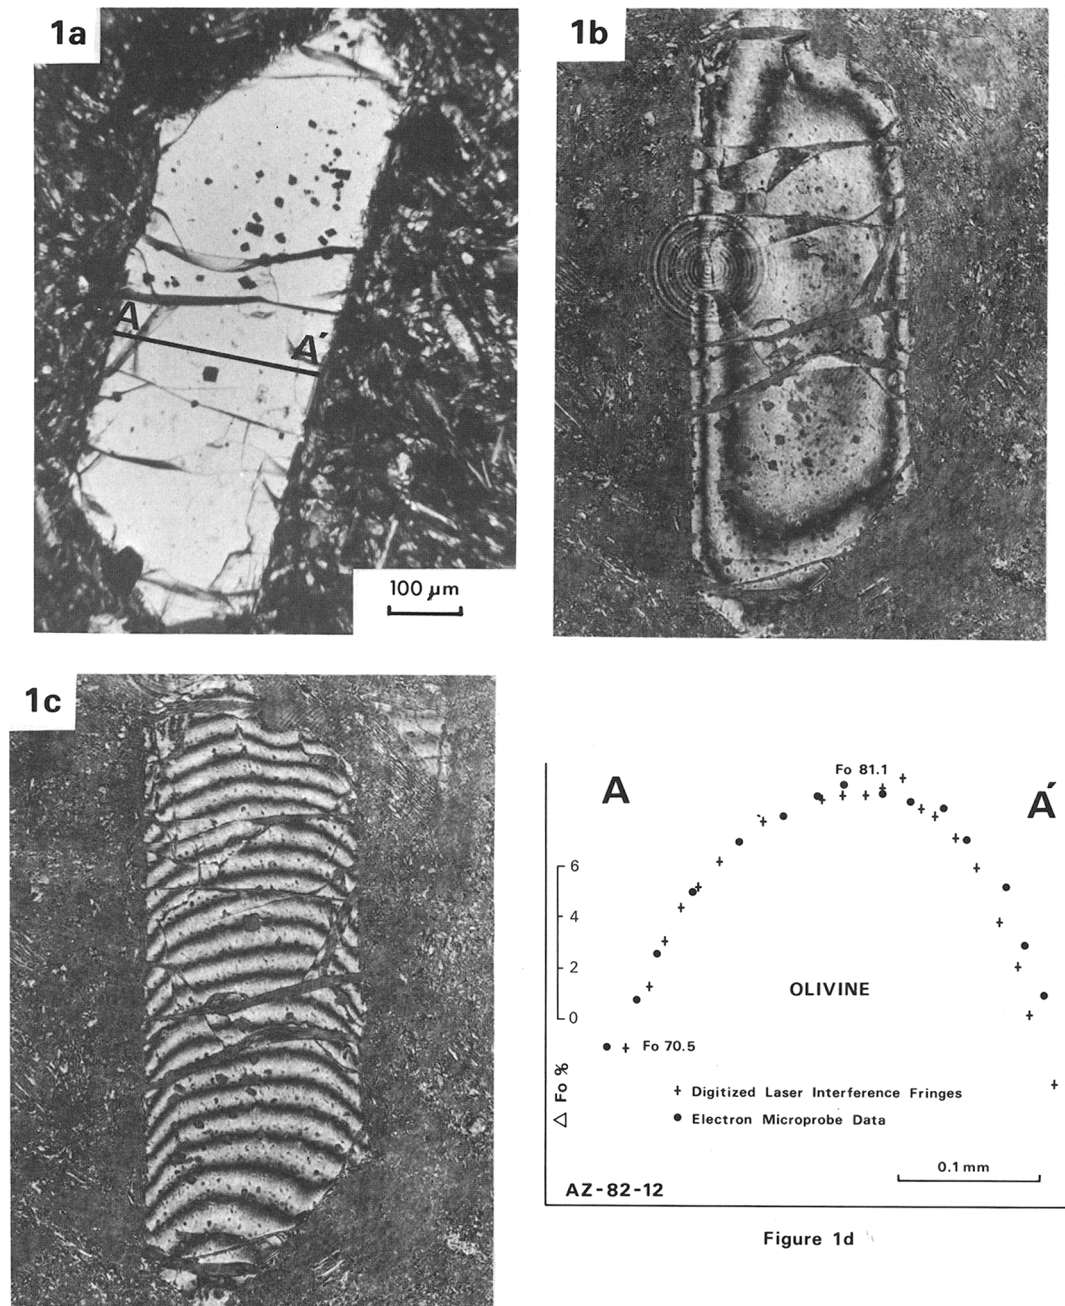 1a
A
A´
100 µm
1b
1c
A
A´
Fo 81.1
6
4
2
0
△ Fo %
OLIVINE
Fo 70.5
+ Digitized Laser Interference Fringes
● Electron Microprobe Data
0.1 mm
AZ-82-12
Figure 1d